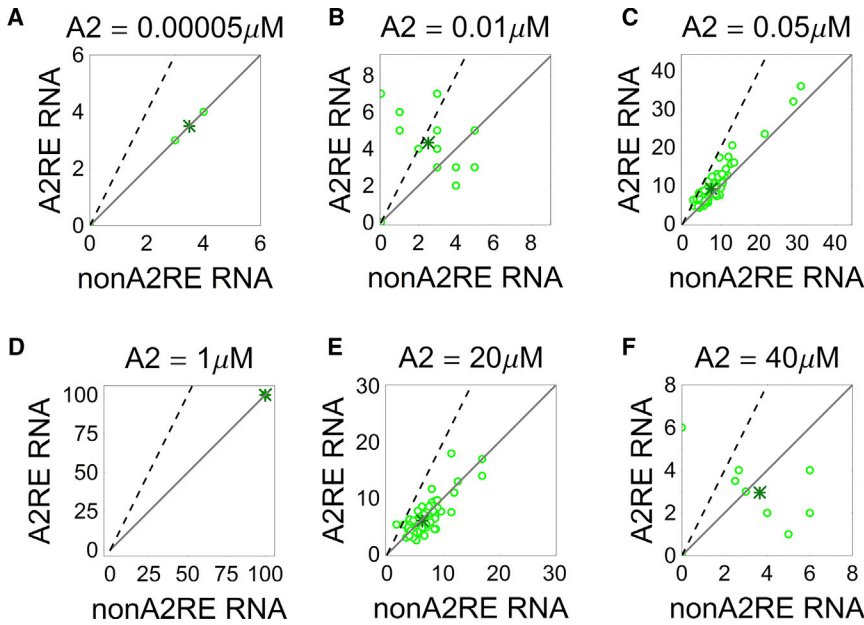 A
A2 = 0.00005μM
6
4
2
0
2
4
6
A2RE RNA
nonA2RE RNA
B
A2 = 0.01μM
8
6
4
2
0
0
2
4
6
8
A2RE RNA
nonA2RE RNA
C
A2 = 0.05μM
40
30
20
10
0
0
10
20
30
40
A2RE RNA
nonA2RE RNA
D
A2 = 1μM
100
75
50
25
0
0
25
50
75
100
A2RE RNA
nonA2RE RNA
E
A2 = 20μM
30
20
10
0
0
10
20
30
A2RE RNA
nonA2RE RNA
F
A2 = 40μM
8
6
4
2
0
0
2
4
6
8
A2RE RNA
nonA2RE RNA